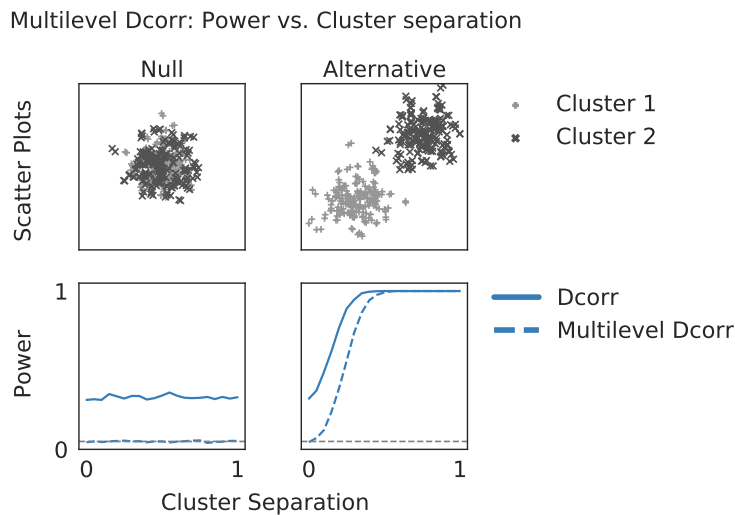 Multilevel Dcorr: Power vs. Cluster separation
Null
Alternative
Scatter Plots
Cluster 1
Cluster 2
Power
1
0
0
1
0
1
Dcorr
Multilevel Dcorr
Cluster Separation